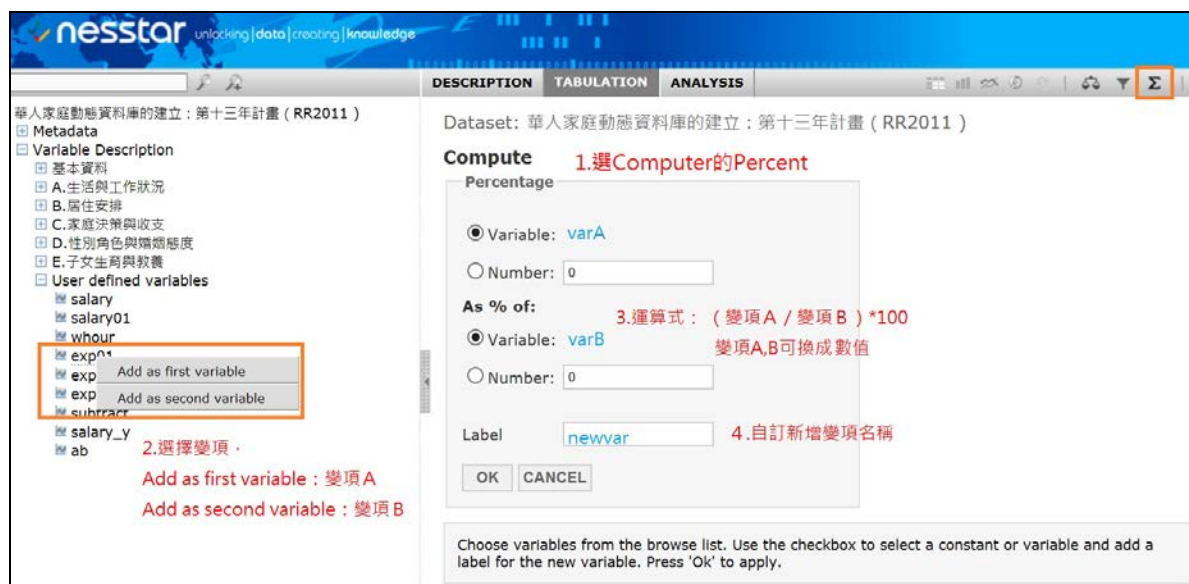 nesstar unlocking|data|creating|knowledge
DESCRIPTION TABULATION ANALYSIS Σ
華人家庭動態資料庫的建立：第十三年計畫（RR2011）
Metadata
Variable Description
基本資料
A.生活與工作狀況
B.居住安排
C.家庭決策與收支
D.性別角色與婚姻態度
E.子女生育與教養
User defined variables
salary
salary01
whour
exp01
exp
exp
subtract
salary_y
ab
Add as first variable
Add as second variable
2.選擇變項．
Add as first variable：變項A
Add as second variable：變項B
Dataset: 華人家庭動態資料庫的建立：第十三年計畫（RR2011）
Compute
1.選Computer的Percent
Percentage
Variable: varA
Number: 0
As % of:
3.運算式：（變項A / 變項B）*100
Variable: varB
變項A,B可換成數值
Number: 0
Label newvar
4.自訂新增變項名稱
OK CANCEL
Choose variables from the browse list. Use the checkbox to select a constant or variable and add a
label for the new variable. Press 'Ok' to apply.